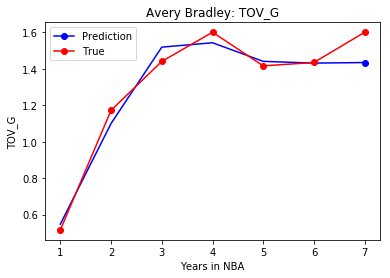 Avery Bradley: TOV_G
Prediction
True
TOV_G
1.6
1.4
1.2
1.0
0.8
0.6
1 2 3 4 5 6 7
Years in NBA